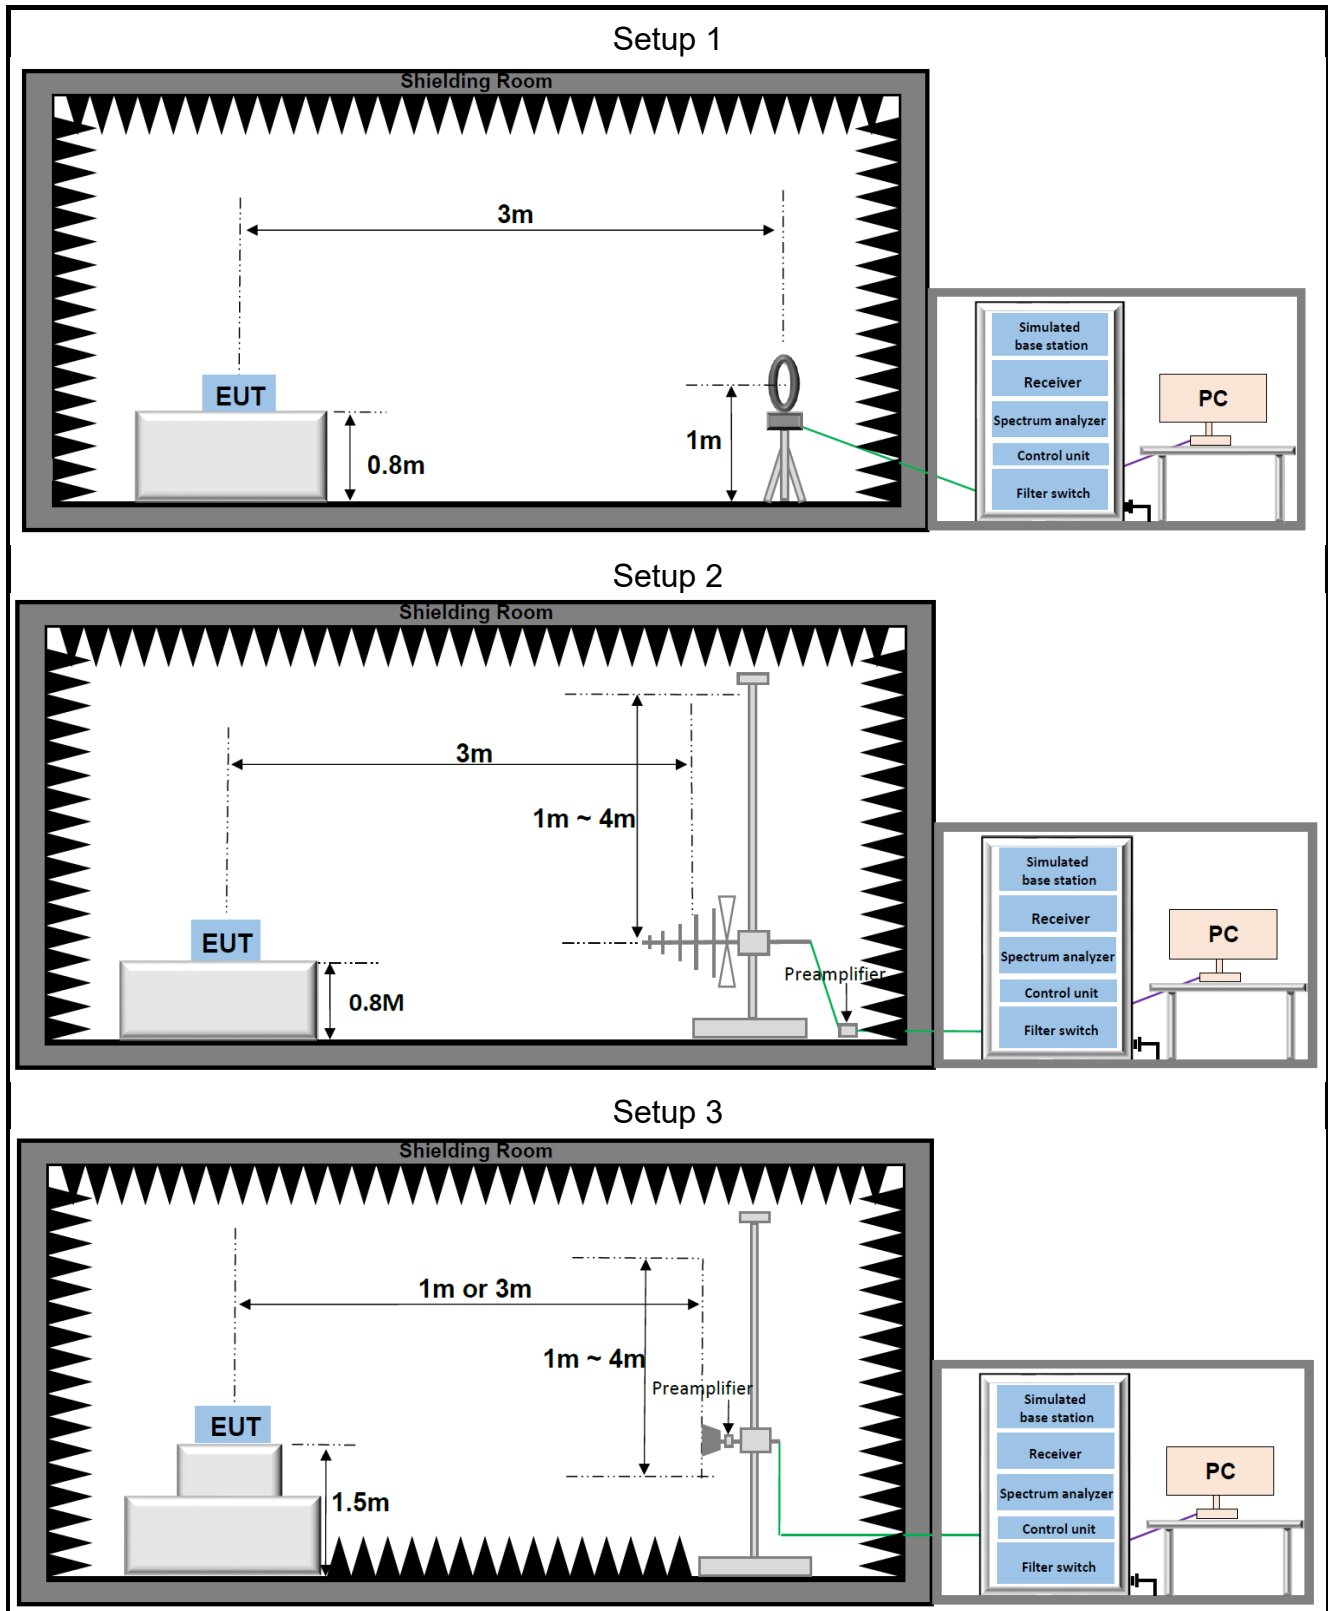 Setup 1
Shielding Room
3m
EUT
0.8m
1m
Simulated
base station
Receiver
Spectrum analyzer
Control unit
Filter switch
PC
Setup 2
Shielding Room
3m
1m ~ 4m
EUT
0.8M
Preamplifier
Simulated
base station
Receiver
Spectrum analyzer
Control unit
Filter switch
PC
Setup 3
Shielding Room
1m or 3m
1m ~ 4m
Preamplifier
EUT
1.5m
Simulated
base station
Receiver
Spectrum analyzer
Control unit
Filter switch
PC